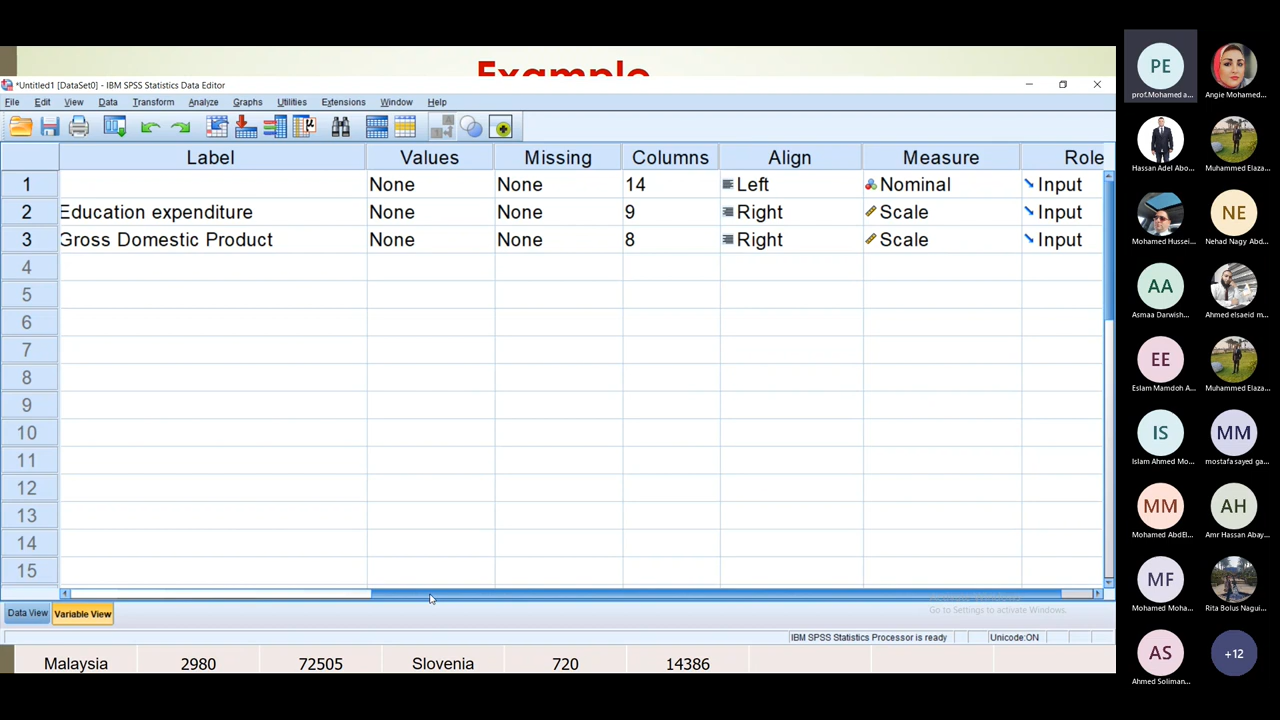 Example
*Untitled1 [DataSet0] - IBM SPSS Statistics Data Editor
File Edit View Data Transform Analyze Graphs Utilities Extensions Window Help
Label Values Missing Columns Align Measure Role
1 None None 14 Left Nominal Input
2 Education expenditure None None 9 Right Scale Input
3 Gross Domestic Product None None 8 Right Scale Input
4
5
6
7
8
9
10
11
12
13
14
15
Data View Variable View
Go to Settings to activate Windows.
IBM SPSS Statistics Processor is ready Unicode:ON
Malaysia 2980 72505 Slovenia 720 14386
PE
prof.Mohamed a... Angie Mohamed...
Hassan Adel Abo... Muhammed Elaza...
NE
Mohamed Hussei... Nehad Nagy Abd...
AA
Asmaa Darwish... Ahmed elsaeid m...
EE
Eslam Mamdoh A... Muhammed Elaza...
IS MM
Islam Ahmed Mo... mostafa sayed ga...
MM AH
Mohamed AbdEl... Amr Hassan Abay...
MF
Mohamed Moha... Rita Bolus Nagui...
AS +12
Ahmed Soliman...